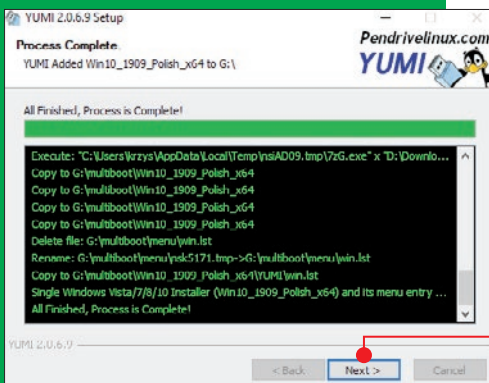 YUMI 2.0.6.9 Setup
Process Complete
YUMI Added Win10_1909_Polish_x64 to G:\
Pendrivelinux.com
YUMI
All Finished, Process is Complete!
Execute: "C:\Users\krzys\AppData\Local\Temp\nsiAD09.tmp\7zG.exe" x "D:\Downlo...
Copy to G:\multiboot\Win10_1909_Polish_x64
Copy to G:\multiboot\Win10_1909_Polish_x64
Copy to G:\multiboot\Win10_1909_Polish_x64
Copy to G:\multiboot\Win10_1909_Polish_x64
Delete file: G:\multiboot\menu\win.lst
Rename: G:\multiboot\menu\nsk5171.tmp->G:\multiboot\menu\win.lst
Copy to G:\multiboot\Win10_1909_Polish_x64\YUMI\win.lst
Single Windows Vista/7/8/10 Installer (Win10_1909_Polish_x64) and its menu entry ...
All Finished, Process is Complete!
YUMI 2.0.6.9
< Back
Next >
Cancel